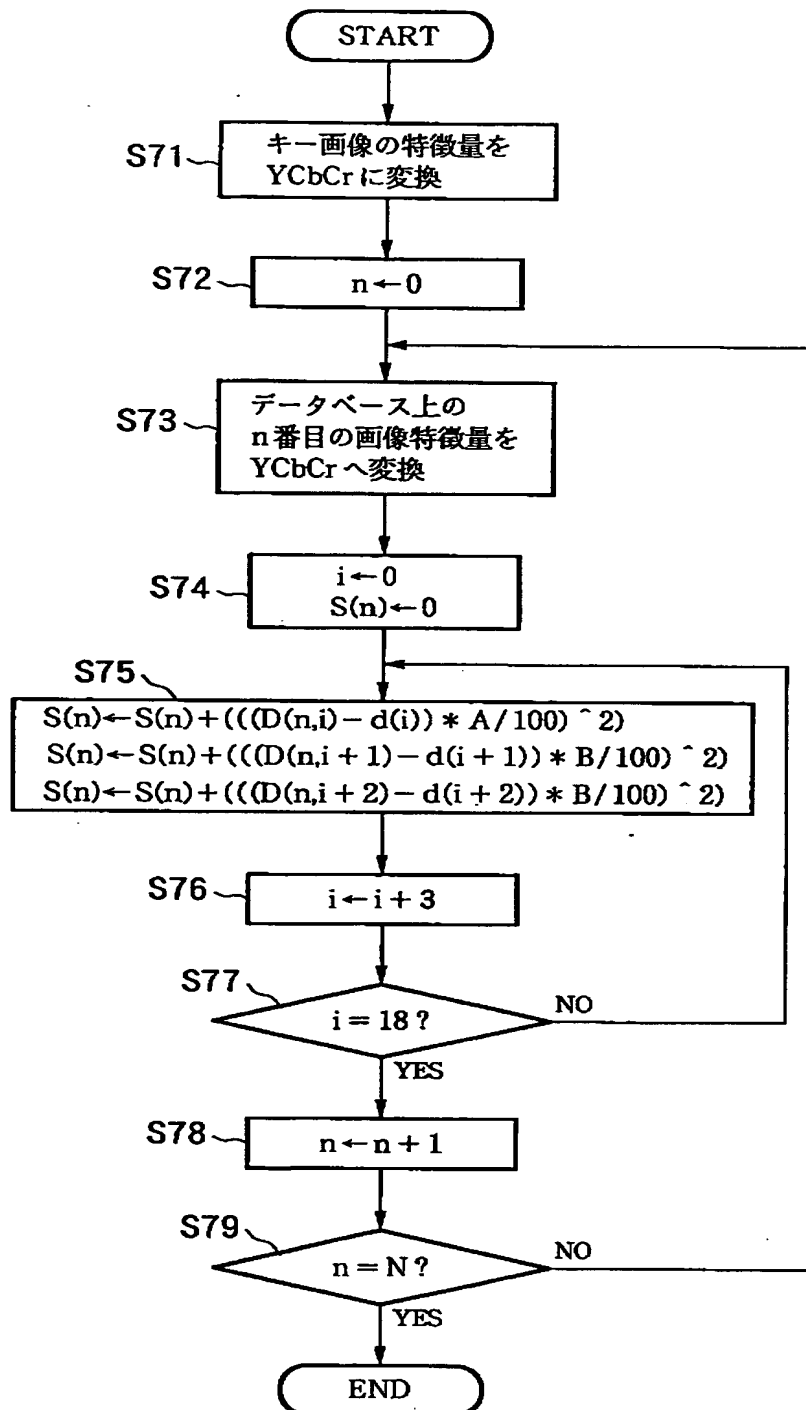 START
S71
キー画像の特徴量を
YCbCrに変換
S72
n←0
S73
データベース上の
n番目の画像特徴量を
YCbCrへ変換
S74
i←0
S(n)←0
S75
S(n)←S(n)+(((D(n,i)-d(i))*A/100)^2)
S(n)←S(n)+(((D(n,i+1)-d(i+1))*B/100)^2)
S(n)←S(n)+(((D(n,i+2)-d(i+2))*B/100)^2)
S76
i←i+3
S77
i=18?
NO
YES
S78
n←n+1
S79
n=N?
NO
YES
END